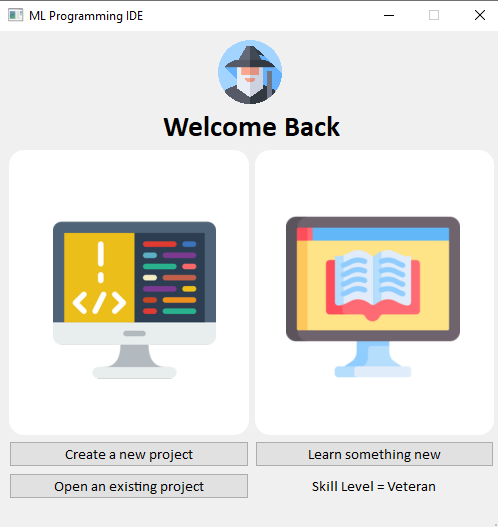 ML Programming IDE
Welcome Back
Create a new project
Learn something new
Open an existing project
Skill Level = Veteran